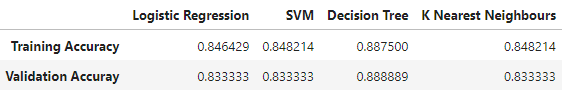 Logistic Regression SVM Decision Tree K Nearest Neighbours
Training Accuracy 0.846429 0.848214 0.887500 0.848214
Validation Accuray 0.833333 0.833333 0.888889 0.833333